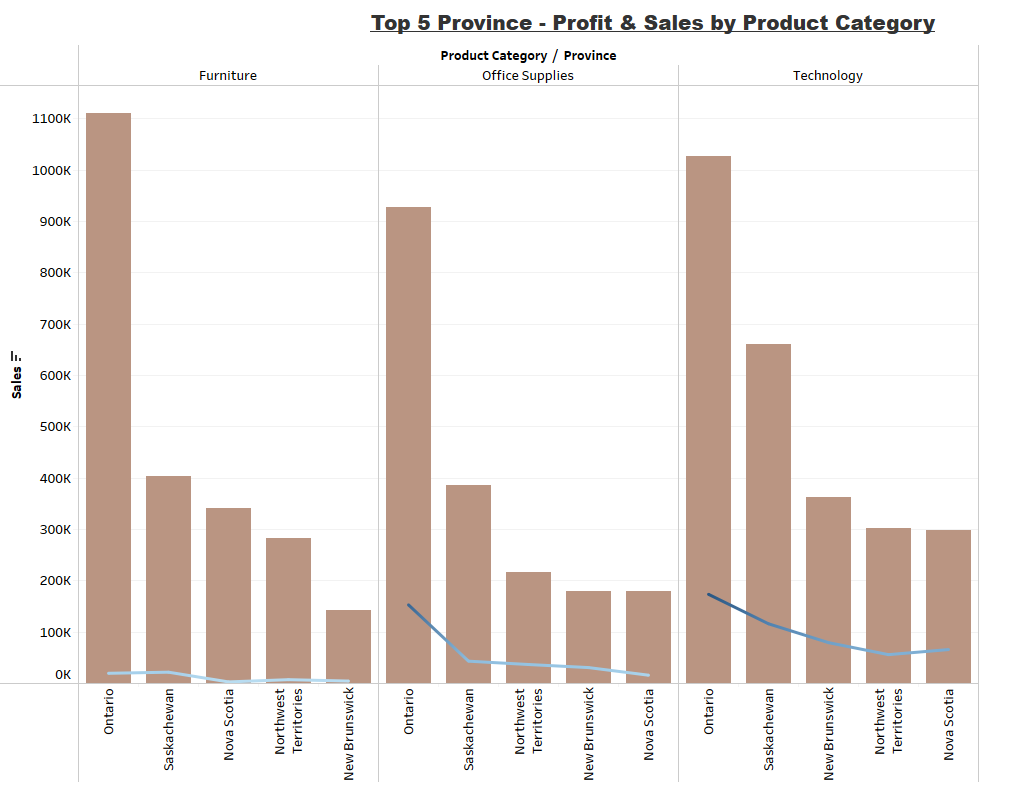 Top 5 Province - Profit & Sales by Product Category
Product Category / Province
Furniture
Office Supplies
Technology
1100K
1000K
900K
800K
700K
600K
500K
400K
300K
200K
100K
0K
Sales
Ontario
Saskachewan
Nova Scotia
Northwest
Territories
New Brunswick
Ontario
Saskachewan
Northwest
Territories
New Brunswick
Nova Scotia
Ontario
Saskachewan
New Brunswick
Northwest
Territories
Nova Scotia